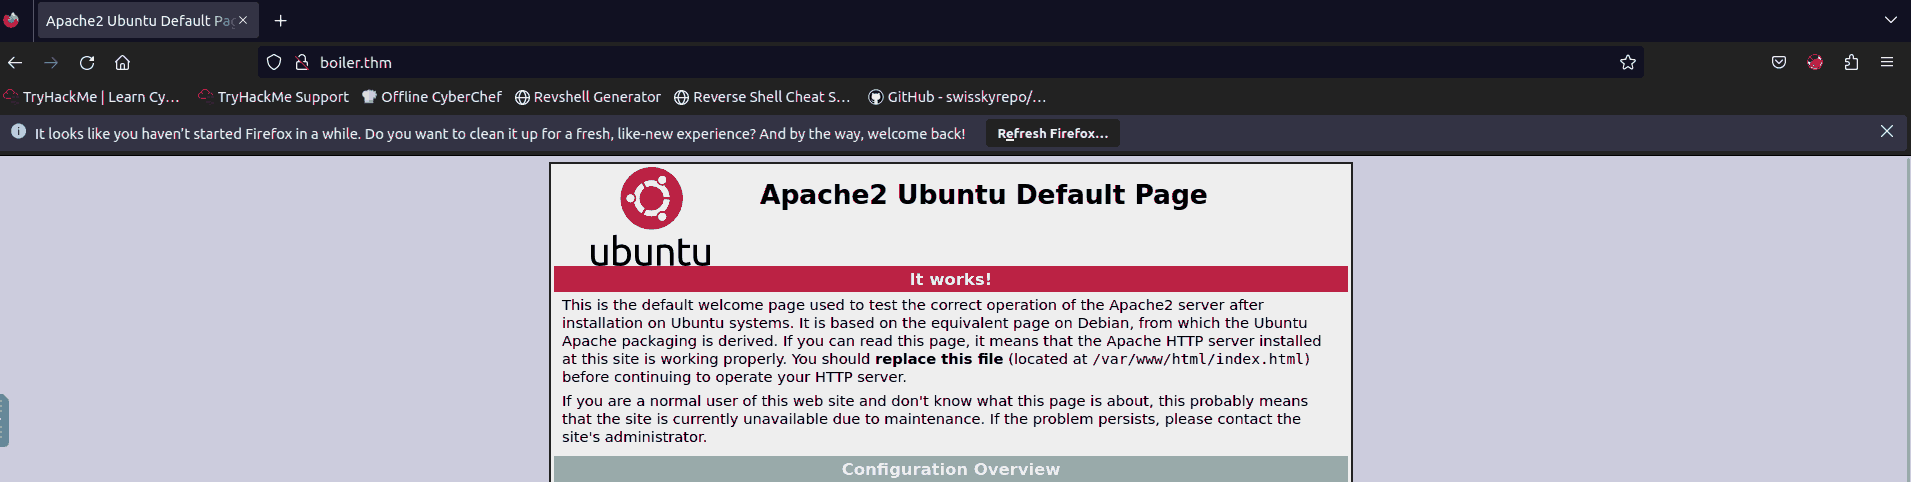 Apache2 Ubuntu Default Pa
boiler.thm
TryHackMe | Learn Cy… TryHackMe Support Offline CyberChef Revshell Generator Reverse Shell Cheat S… GitHub - swisskyrepo/…
It looks like you haven't started Firefox in a while. Do you want to clean it up for a fresh, like-new experience? And by the way, welcome back! Refresh Firefox…
Apache2 Ubuntu Default Page
ubuntu
It works!
This is the default welcome page used to test the correct operation of the Apache2 server after
installation on Ubuntu systems. It is based on the equivalent page on Debian, from which the Ubuntu
Apache packaging is derived. If you can read this page, it means that the Apache HTTP server installed
at this site is working properly. You should replace this file (located at /var/www/html/index.html)
before continuing to operate your HTTP server.
If you are a normal user of this web site and don't know what this page is about, this probably means
that the site is currently unavailable due to maintenance. If the problem persists, please contact the
site's administrator.
Configuration Overview